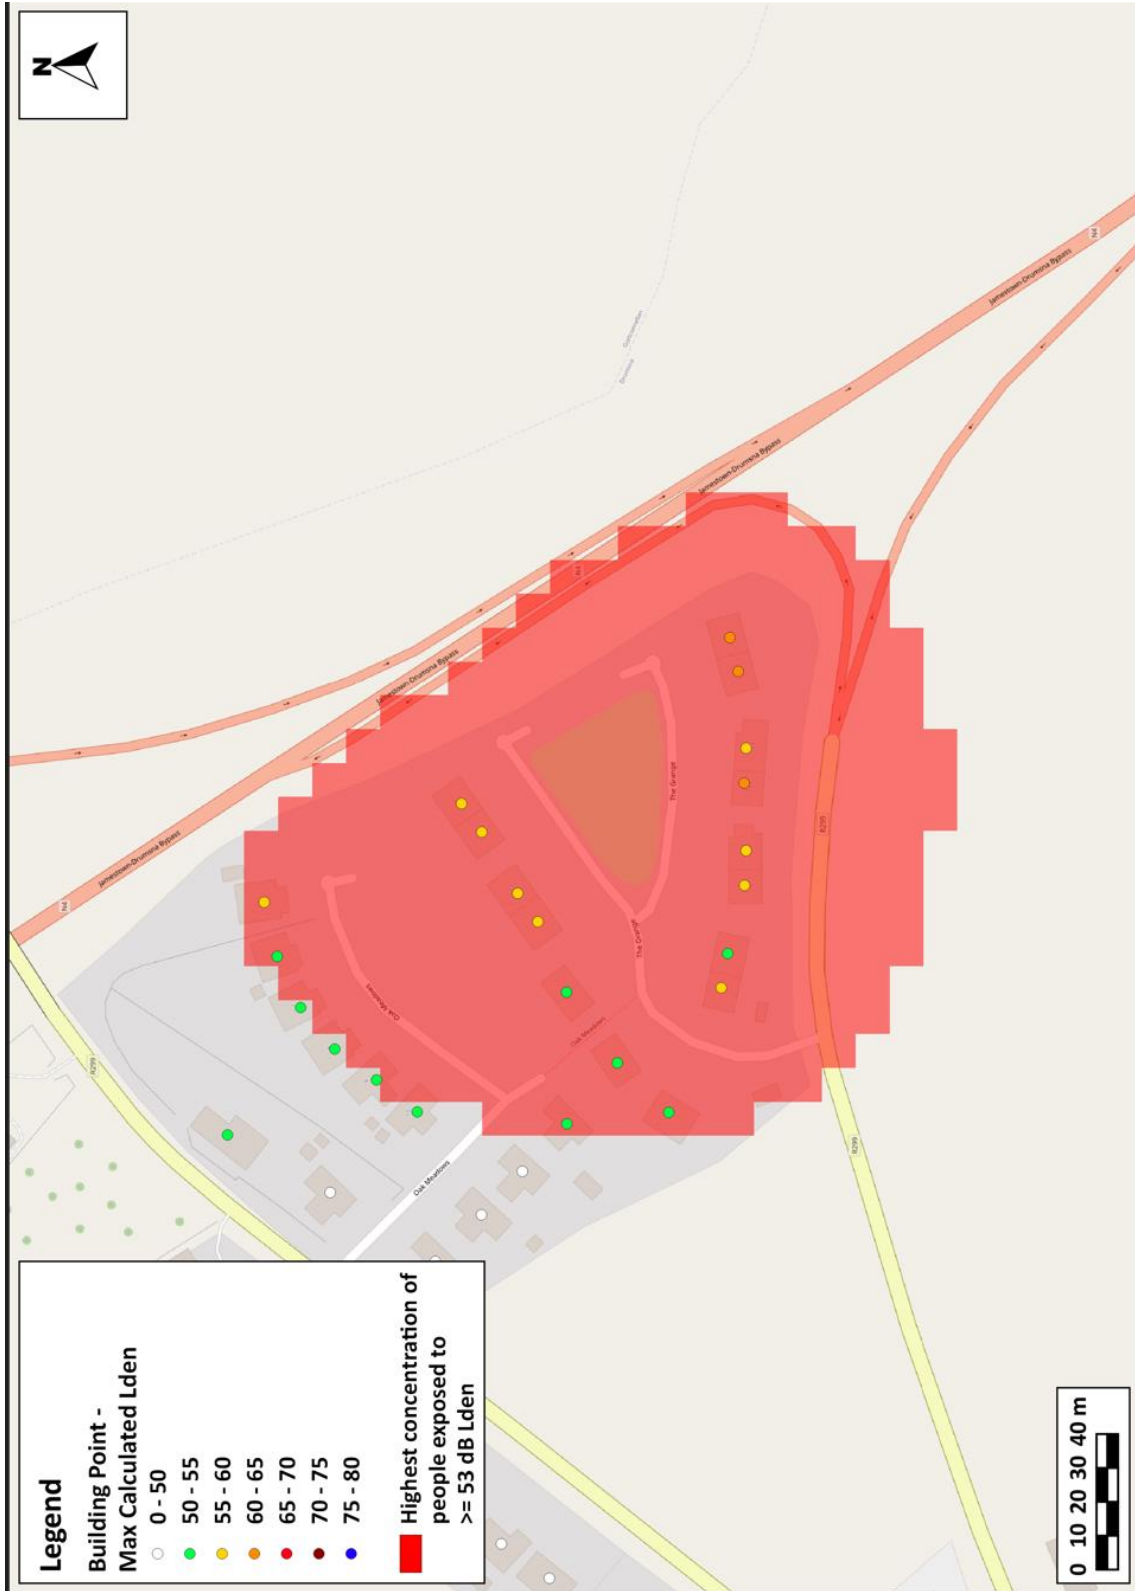 N
Legend
Building Point -
Max Calculated Lden
0 - 50
50 - 55
55 - 60
60 - 65
65 - 70
70 - 75
75 - 80
Highest concentration of
people exposed to
>= 53 dB Lden
0 10 20 30 40 m
N4
Jamestown-Drumsna Bypass
Jamestown-Drumsna Bypass
N4
Jamestown-Drumsna Bypass
Jamestown-Drumsna Bypass
N4
R299
Oak Meadows
Oak Meadows
Oak Meadows
The Grange
The Grange
R299
R299
Drumsna